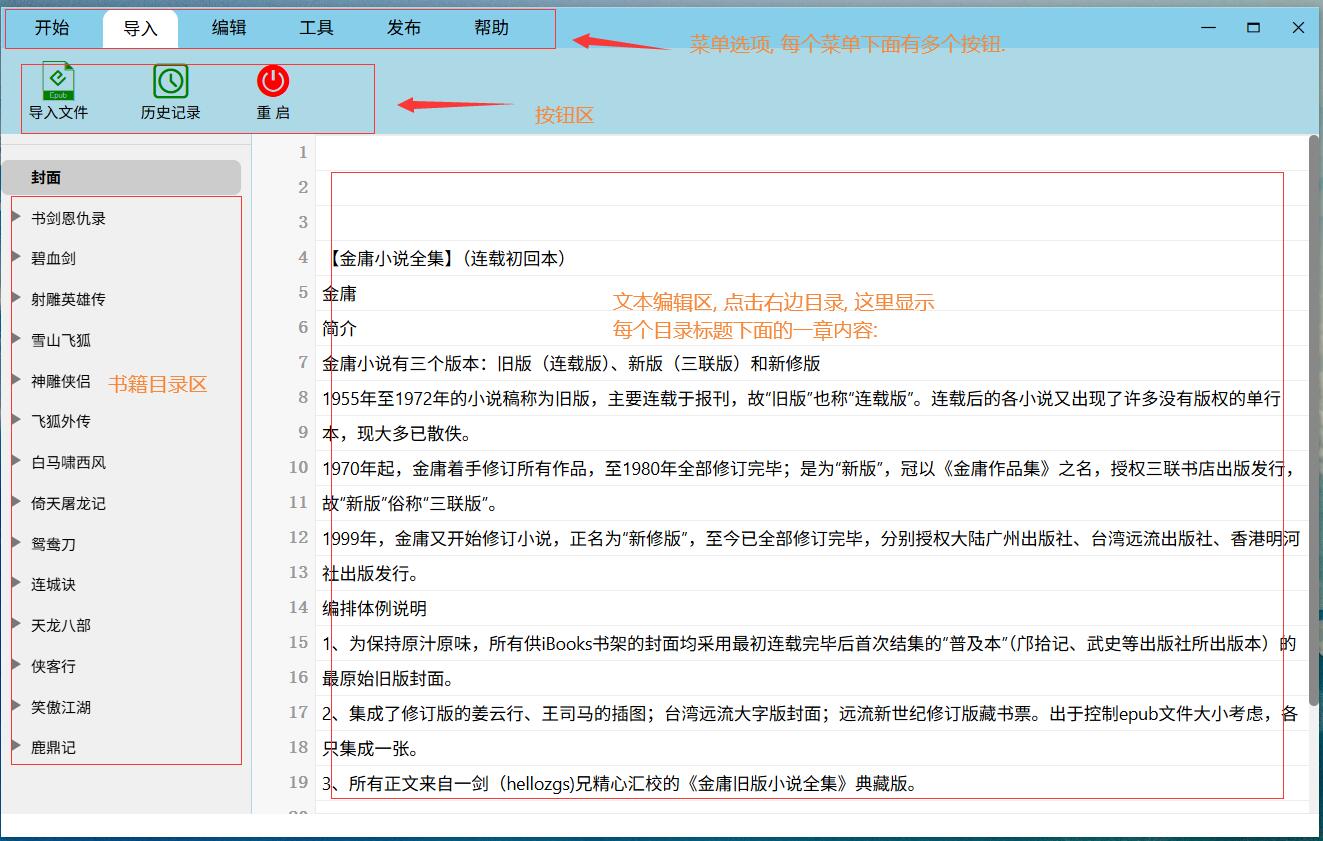 开始 导入 编辑 工具 发布 帮助
菜单选项, 每个菜单下面有多个按钮.
Epub
导入文件 历史记录 重 启
按钮区
封面
书剑恩仇录
碧血剑
射雕英雄传
雪山飞狐
神雕侠侣
书籍目录区
飞狐外传
白马啸西风
倚天屠龙记
鸳鸯刀
连城诀
天龙八部
侠客行
笑傲江湖
鹿鼎记
1
2
3
4 【金庸小说全集】（连载初回本）
5 金庸
文本编辑区, 点击右边目录, 这里显示
每个目录标题下面的一章内容:
6 简介
7 金庸小说有三个版本：旧版（连载版）、新版（三联版）和新修版
8 1955年至1972年的小说稿称为旧版，主要连载于报刊，故“旧版”也称“连载版”。连载后的各小说又出现了许多没有版权的单行
9 本，现大多已散佚。
10 1970年起，金庸着手修订所有作品，至1980年全部修订完毕；是为“新版”，冠以《金庸作品集》之名，授权三联书店出版发行，
11 故“新版”俗称“三联版”。
12 1999年，金庸又开始修订小说，正名为“新修版”，至今已全部修订完毕，分别授权大陆广州出版社、台湾远流出版社、香港明河
13 社出版发行。
14 编排体例说明
15 1、为保持原汁原味，所有供iBooks书架的封面均采用最初连载完毕后首次结集的“普及本”（邝拾记、武史等出版社所出版本）的
16 最原始旧版封面。
17 2、集成了修订版的姜云行、王司马的插图；台湾远流大字版封面；远流新世纪修订版藏书票。出于控制epub文件大小考虑，各
18 只集成一张。
19 3、所有正文来自一剑（hellozgs)兄精心汇校的《金庸旧版小说全集》典藏版。